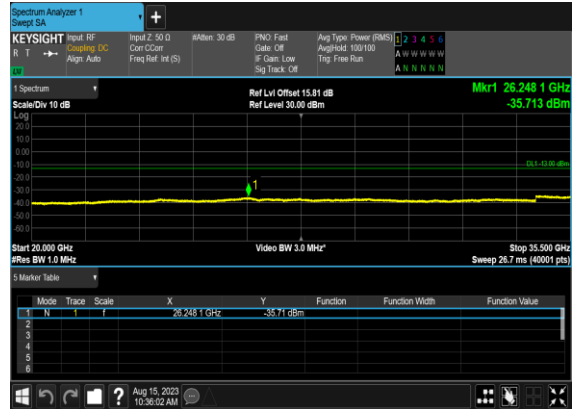 Spectrum Analyzer 1
Swept SA
+
KEYSIGHT Input: RF Input Z: 50 Ω #Atten: 30 dB PNO: Fast Avg Type: Power (RMS) 1 2 3 4 5 6
R T Coupling: DC Corr CCorr Gate: Off Avg|Hold: 100/100 A W W W W W
Align: Auto Freq Ref: Int (S) IF Gain: Low Trig: Free Run
Sig Track: Off A N N N N N
1 Spectrum Ref Lvl Offset 15.81 dB Mkr1 26.248 1 GHz
Scale/Div 10 dB Ref Level 30.00 dBm -35.713 dBm
Log
20.0
10.0
0.00
-10.0 DL1 -13.00 dBm
-20.0
-30.0 1
-40.0
-50.0
-60.0
Start 20.000 GHz Video BW 3.0 MHz* Stop 35.500 GHz
#Res BW 1.0 MHz Sweep 26.7 ms (40001 pts)
5 Marker Table
Mode Trace Scale X Y Function Function Width Function Value
1 N 1 f 26.248 1 GHz -35.71 dBm
2
3
4
5
6
? Aug 15, 2023
10:36:02 AM